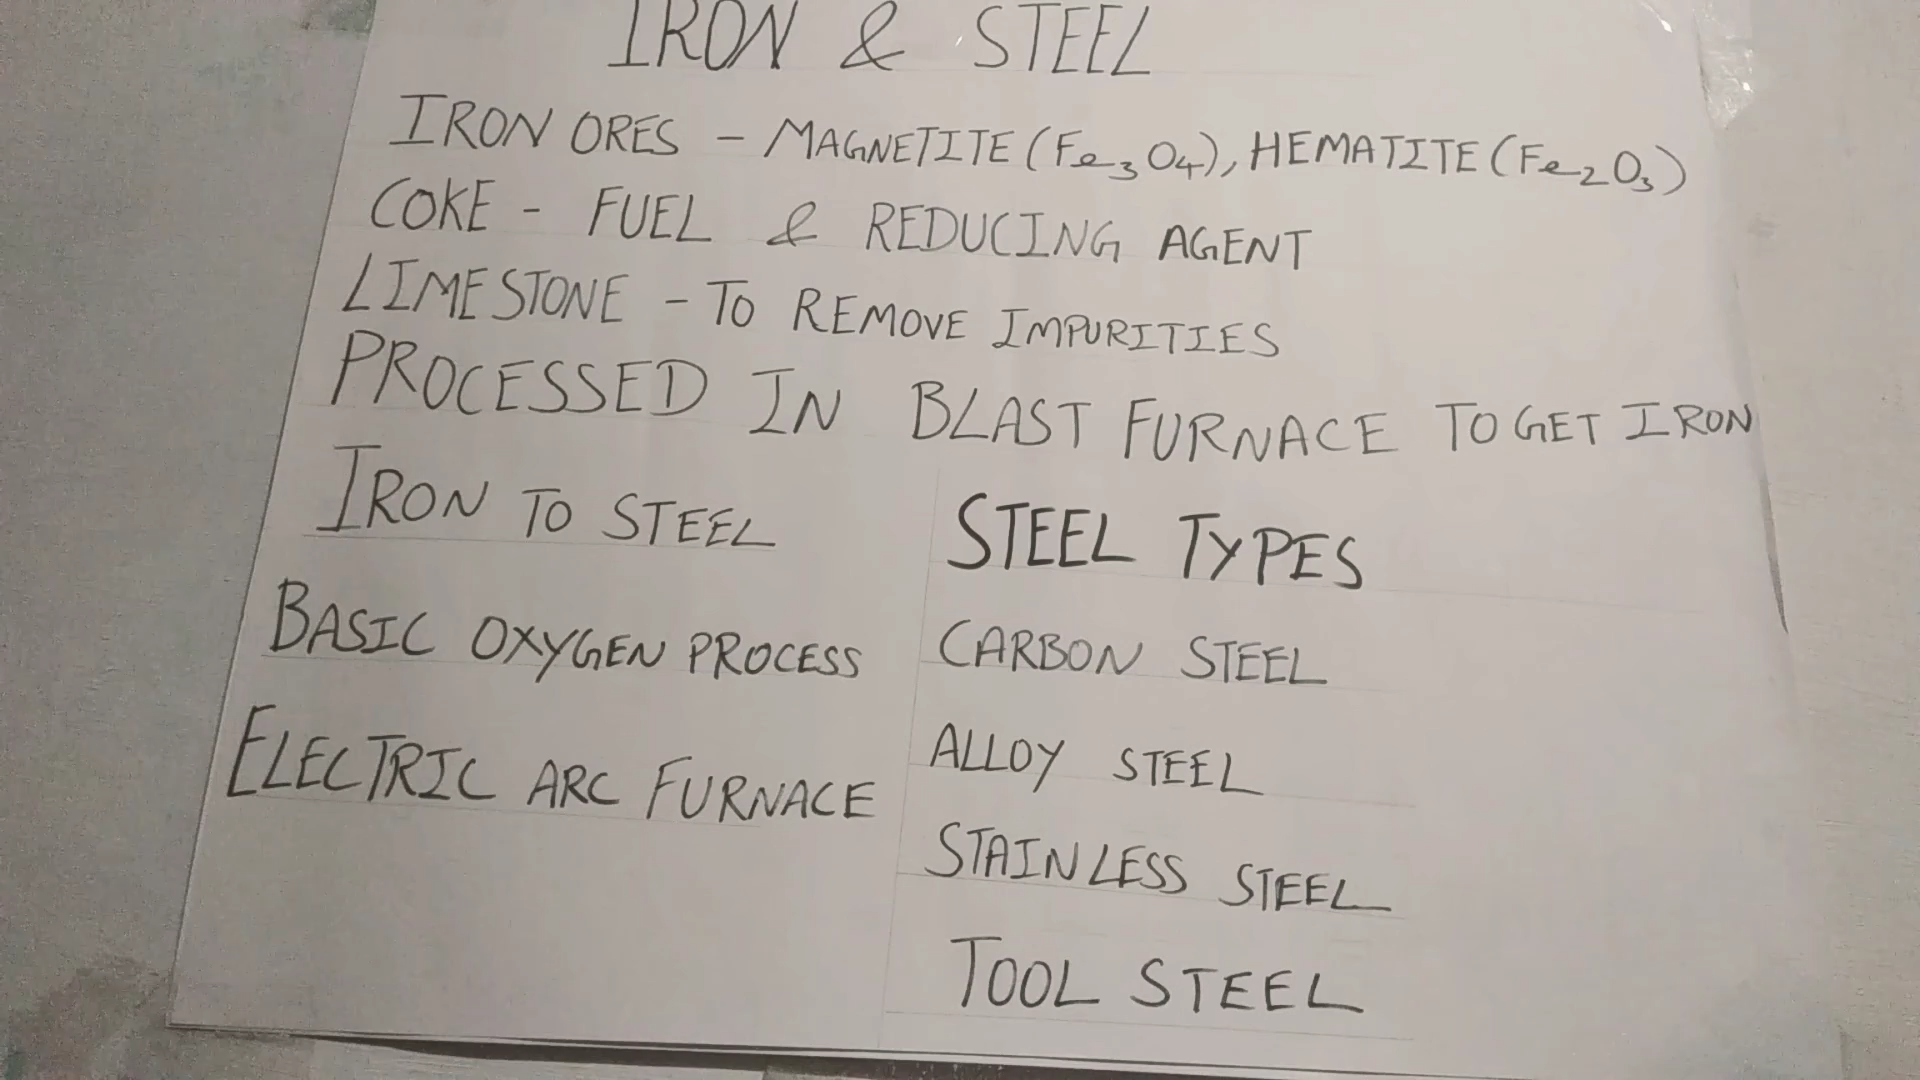 IRON & STEEL
IRON ORES - MAGNETITE (Fe₃O₄), HEMATITE (Fe₂O₃)
COKE - FUEL & REDUCING AGENT
LIMESTONE - TO REMOVE IMPURITIES
PROCESSED IN BLAST FURNACE TO GET IRON
IRON TO STEEL
BASIC OXYGEN PROCESS
ELECTRIC ARC FURNACE
STEEL TYPES
CARBON STEEL
ALLOY STEEL
STAINLESS STEEL
TOOL STEEL